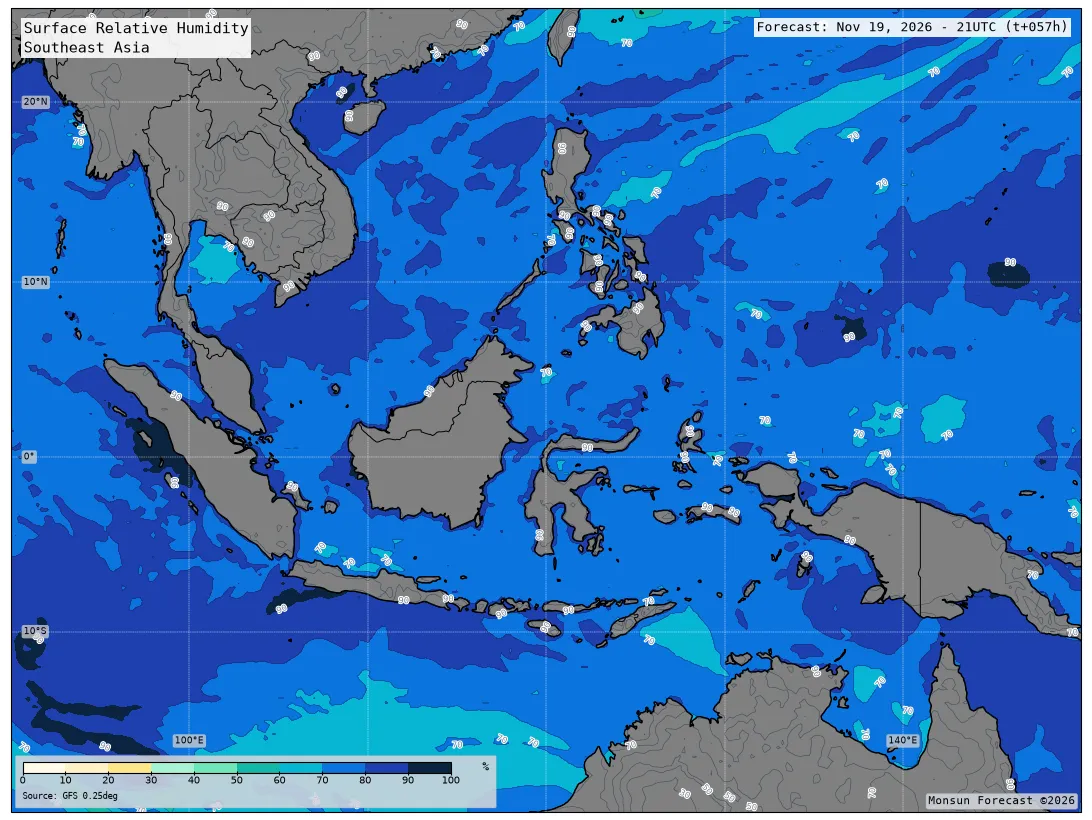 Surface Relative Humidity
Southeast Asia
Forecast: Nov 19, 2026 - 21UTC (t+057h)
20°N
10°N
0°
10°S
100°E
140°E
0 10 20 30 40 50 60 70 80 90 100
%
Source: GFS 0.25deg
Monsun Forecast ©2026